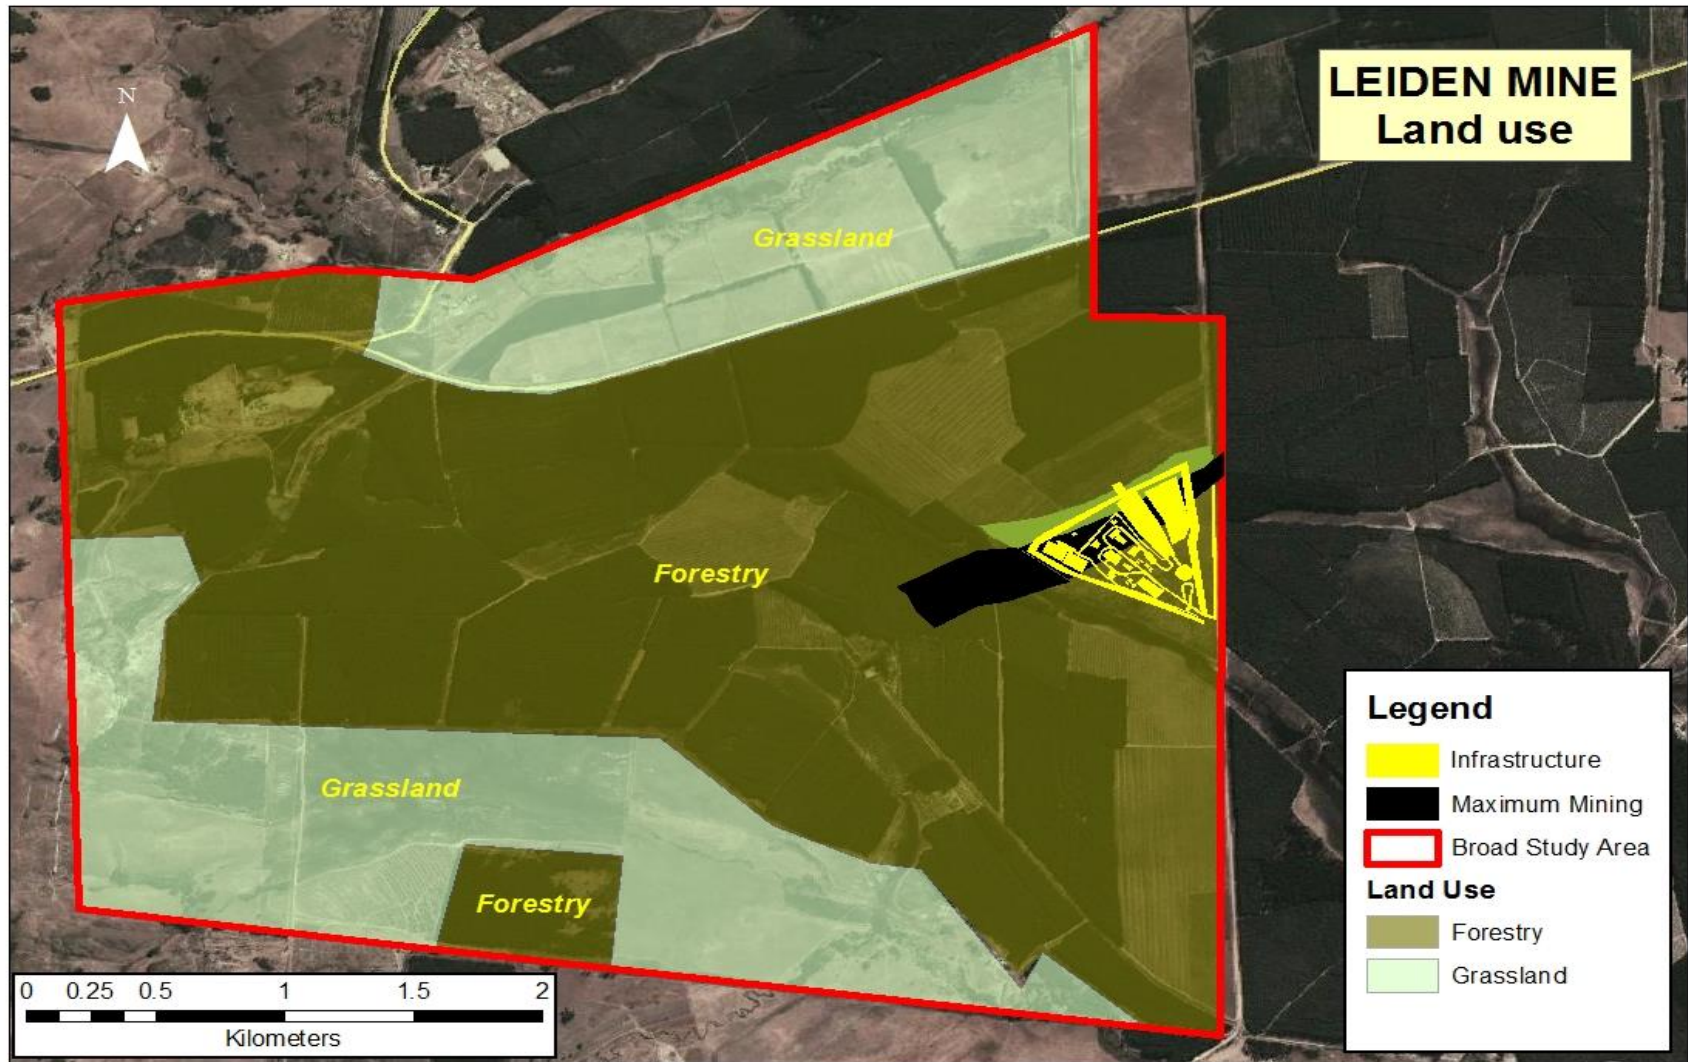 N
LEIDEN MINE
Land use
Grassland
Forestry
Grassland
Forestry
Legend
Infrastructure
Maximum Mining
Broad Study Area
Land Use
Forestry
Grassland
0 0.25 0.5 1 1.5 2
Kilometers